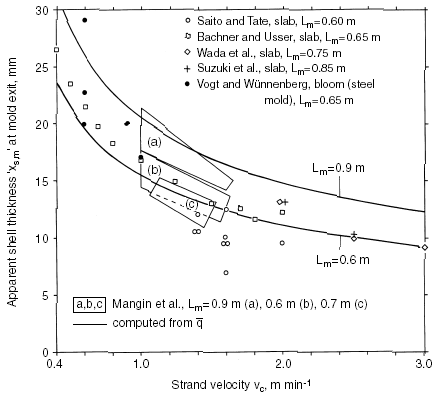 30
25
20
15
10
5
0
Apparent shell thickness 'x_s,m' at mold exit, mm
○ Saito and Tate, slab, L_m=0.60 m
□ Bachner and Usser, slab, L_m=0.65 m
◇ Wada et al., slab, L_m=0.75 m
+ Suzuki et al., slab, L_m=0.85 m
● Vogt and Wünnenberg, bloom (steel
mold), L_m=0.65 m
(a)
(b)
(c)
L_m=0.9 m
L_m=0.6 m
a,b,c Mangin et al., L_m=0.9 m (a), 0.6 m (b), 0.7 m (c)
computed from q̅
0.4
1.0
2.0
3.0
Strand velocity v_c, m min⁻¹